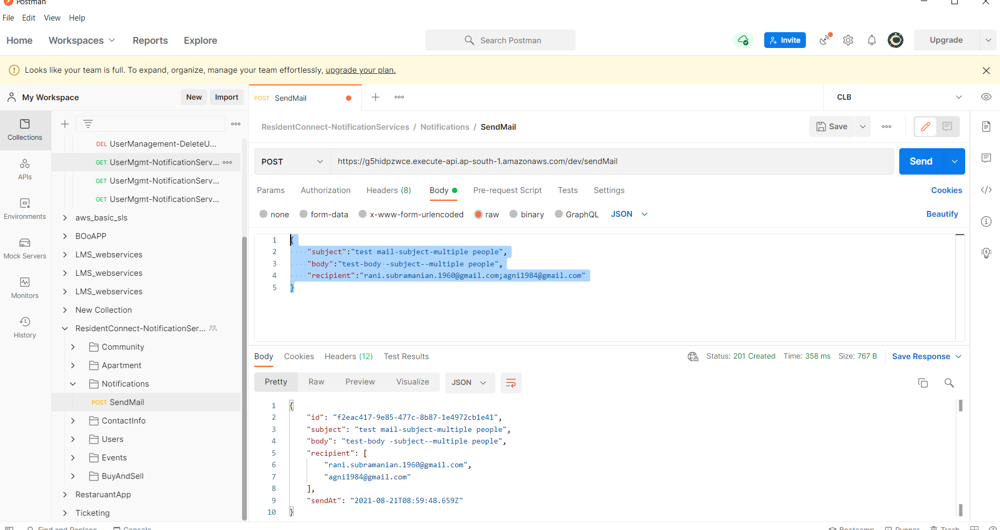 Postman
File Edit View Help
Home Workspaces Reports Explore
Search Postman
Invite
Upgrade
Looks like your team is full. To expand, organize, manage your team effortlessly, upgrade your plan.
My Workspace
New Import
POST SendMail
CLB
Collections
APIs
Environments
Mock Servers
Monitors
History
DEL UserManagement-DeleteU...
GET UserMgmt-NotificationServ...
GET UserMgmt-NotificationServ...
GET UserMgmt-NotificationServ...
aws_basic_sls
BOoAPP
LMS_webservices
LMS_webservices
LMS_webservices
New Collection
ResidentConnect-NotificationSer...
Community
Apartment
Notifications
POST SendMail
ContactInfo
Users
Events
BuyAndSell
RestaruantApp
Ticketing
ResidentConnect-NotificationServices / Notifications / SendMail
Save
POST
https://g5hidpzwce.execute-api.ap-south-1.amazonaws.com/dev/sendMail
Send
Params Authorization Headers (8) Body Pre-request Script Tests Settings
Cookies
none form-data x-www-form-urlencoded raw binary GraphQL JSON
Beautify
1 {
2 "subject":"test mail-subject-multiple people",
3 "body":"test-body -subject--multiple people",
4 "recipient":"rani.subramanian.1960@gmail.com;agni1984@gmail.com"
5 }
Body Cookies Headers (12) Test Results
Status: 201 Created Time: 358 ms Size: 767 B
Save Response
Pretty Raw Preview Visualize JSON
1 {
2 "id": "f2eac417-9e85-477c-8b87-1e4972cb1e41",
3 "subject": "test mail-subject-multiple people",
4 "body": "test-body -subject--multiple people",
5 "recipient": [
6 "rani.subramanian.1960@gmail.com",
7 "agni1984@gmail.com"
8 ],
9 "sendAt": "2021-08-21T08:59:48.659Z"
10 }
Find and Replace Console
Bootcamp Runner Trash